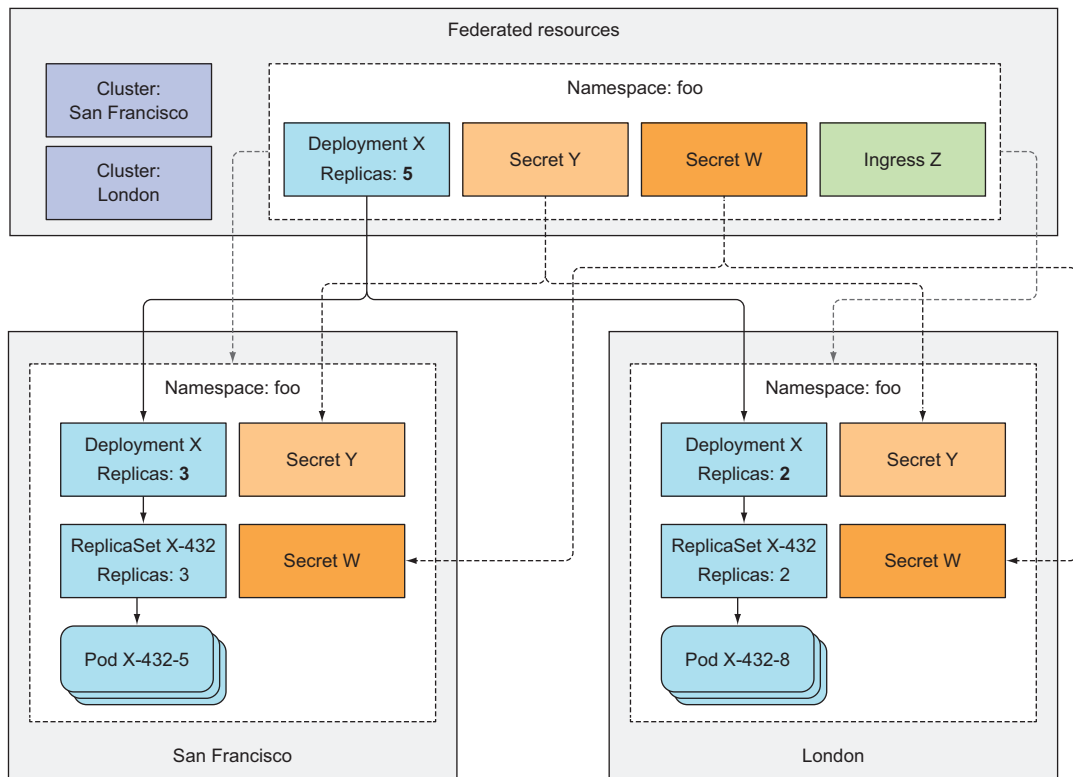 Federated resources
Cluster:
San Francisco
Cluster:
London
Namespace: foo
Deployment X
Replicas: 5
Secret Y
Secret W
Ingress Z
Namespace: foo
Deployment X
Replicas: 3
Secret Y
ReplicaSet X-432
Replicas: 3
Secret W
Pod X-432-5
San Francisco
Namespace: foo
Deployment X
Replicas: 2
Secret Y
ReplicaSet X-432
Replicas: 2
Secret W
Pod X-432-8
London